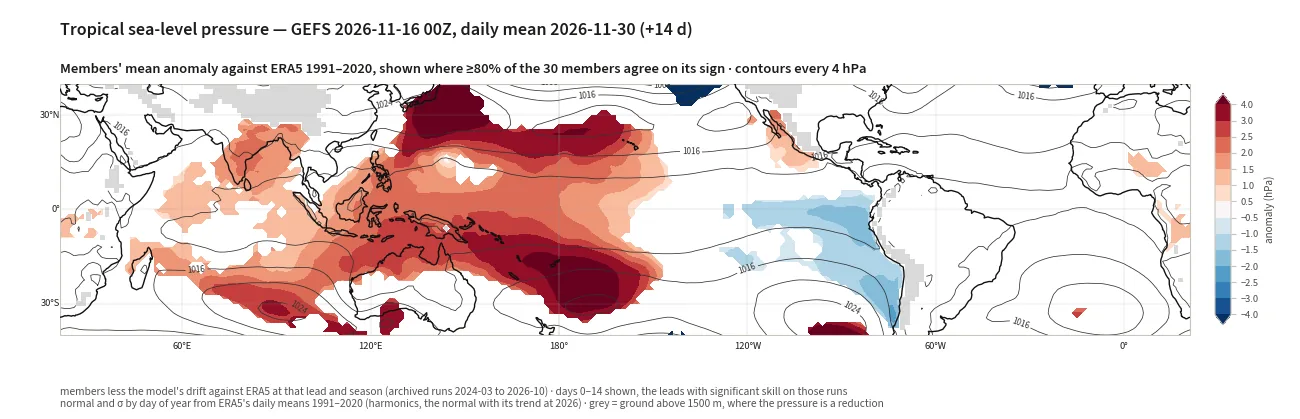 Tropical sea-level pressure — GEFS 2026-11-16 00Z, daily mean 2026-11-30 (+14 d)
Members' mean anomaly against ERA5 1991–2020, shown where ≥80% of the 30 members agree on its sign · contours every 4 hPa
1024
1016
1016
1016
30°N
1016
1016
0°
1016
1016
30°S
1024
1024
1016
60°E
120°E
180°
120°W
60°W
0°
4.0
3.0
2.5
2.0
1.5
1.0
0.5
−0.5
−1.0
−1.5
−2.0
−2.5
−3.0
−4.0
anomaly (hPa)
members less the model's drift against ERA5 at that lead and season (archived runs 2024-03 to 2026-10) · days 0–14 shown, the leads with significant skill on those runs
normal and σ by day of year from ERA5's daily means 1991–2020 (harmonics, the normal with its trend at 2026) · grey = ground above 1500 m, where the pressure is a reduction